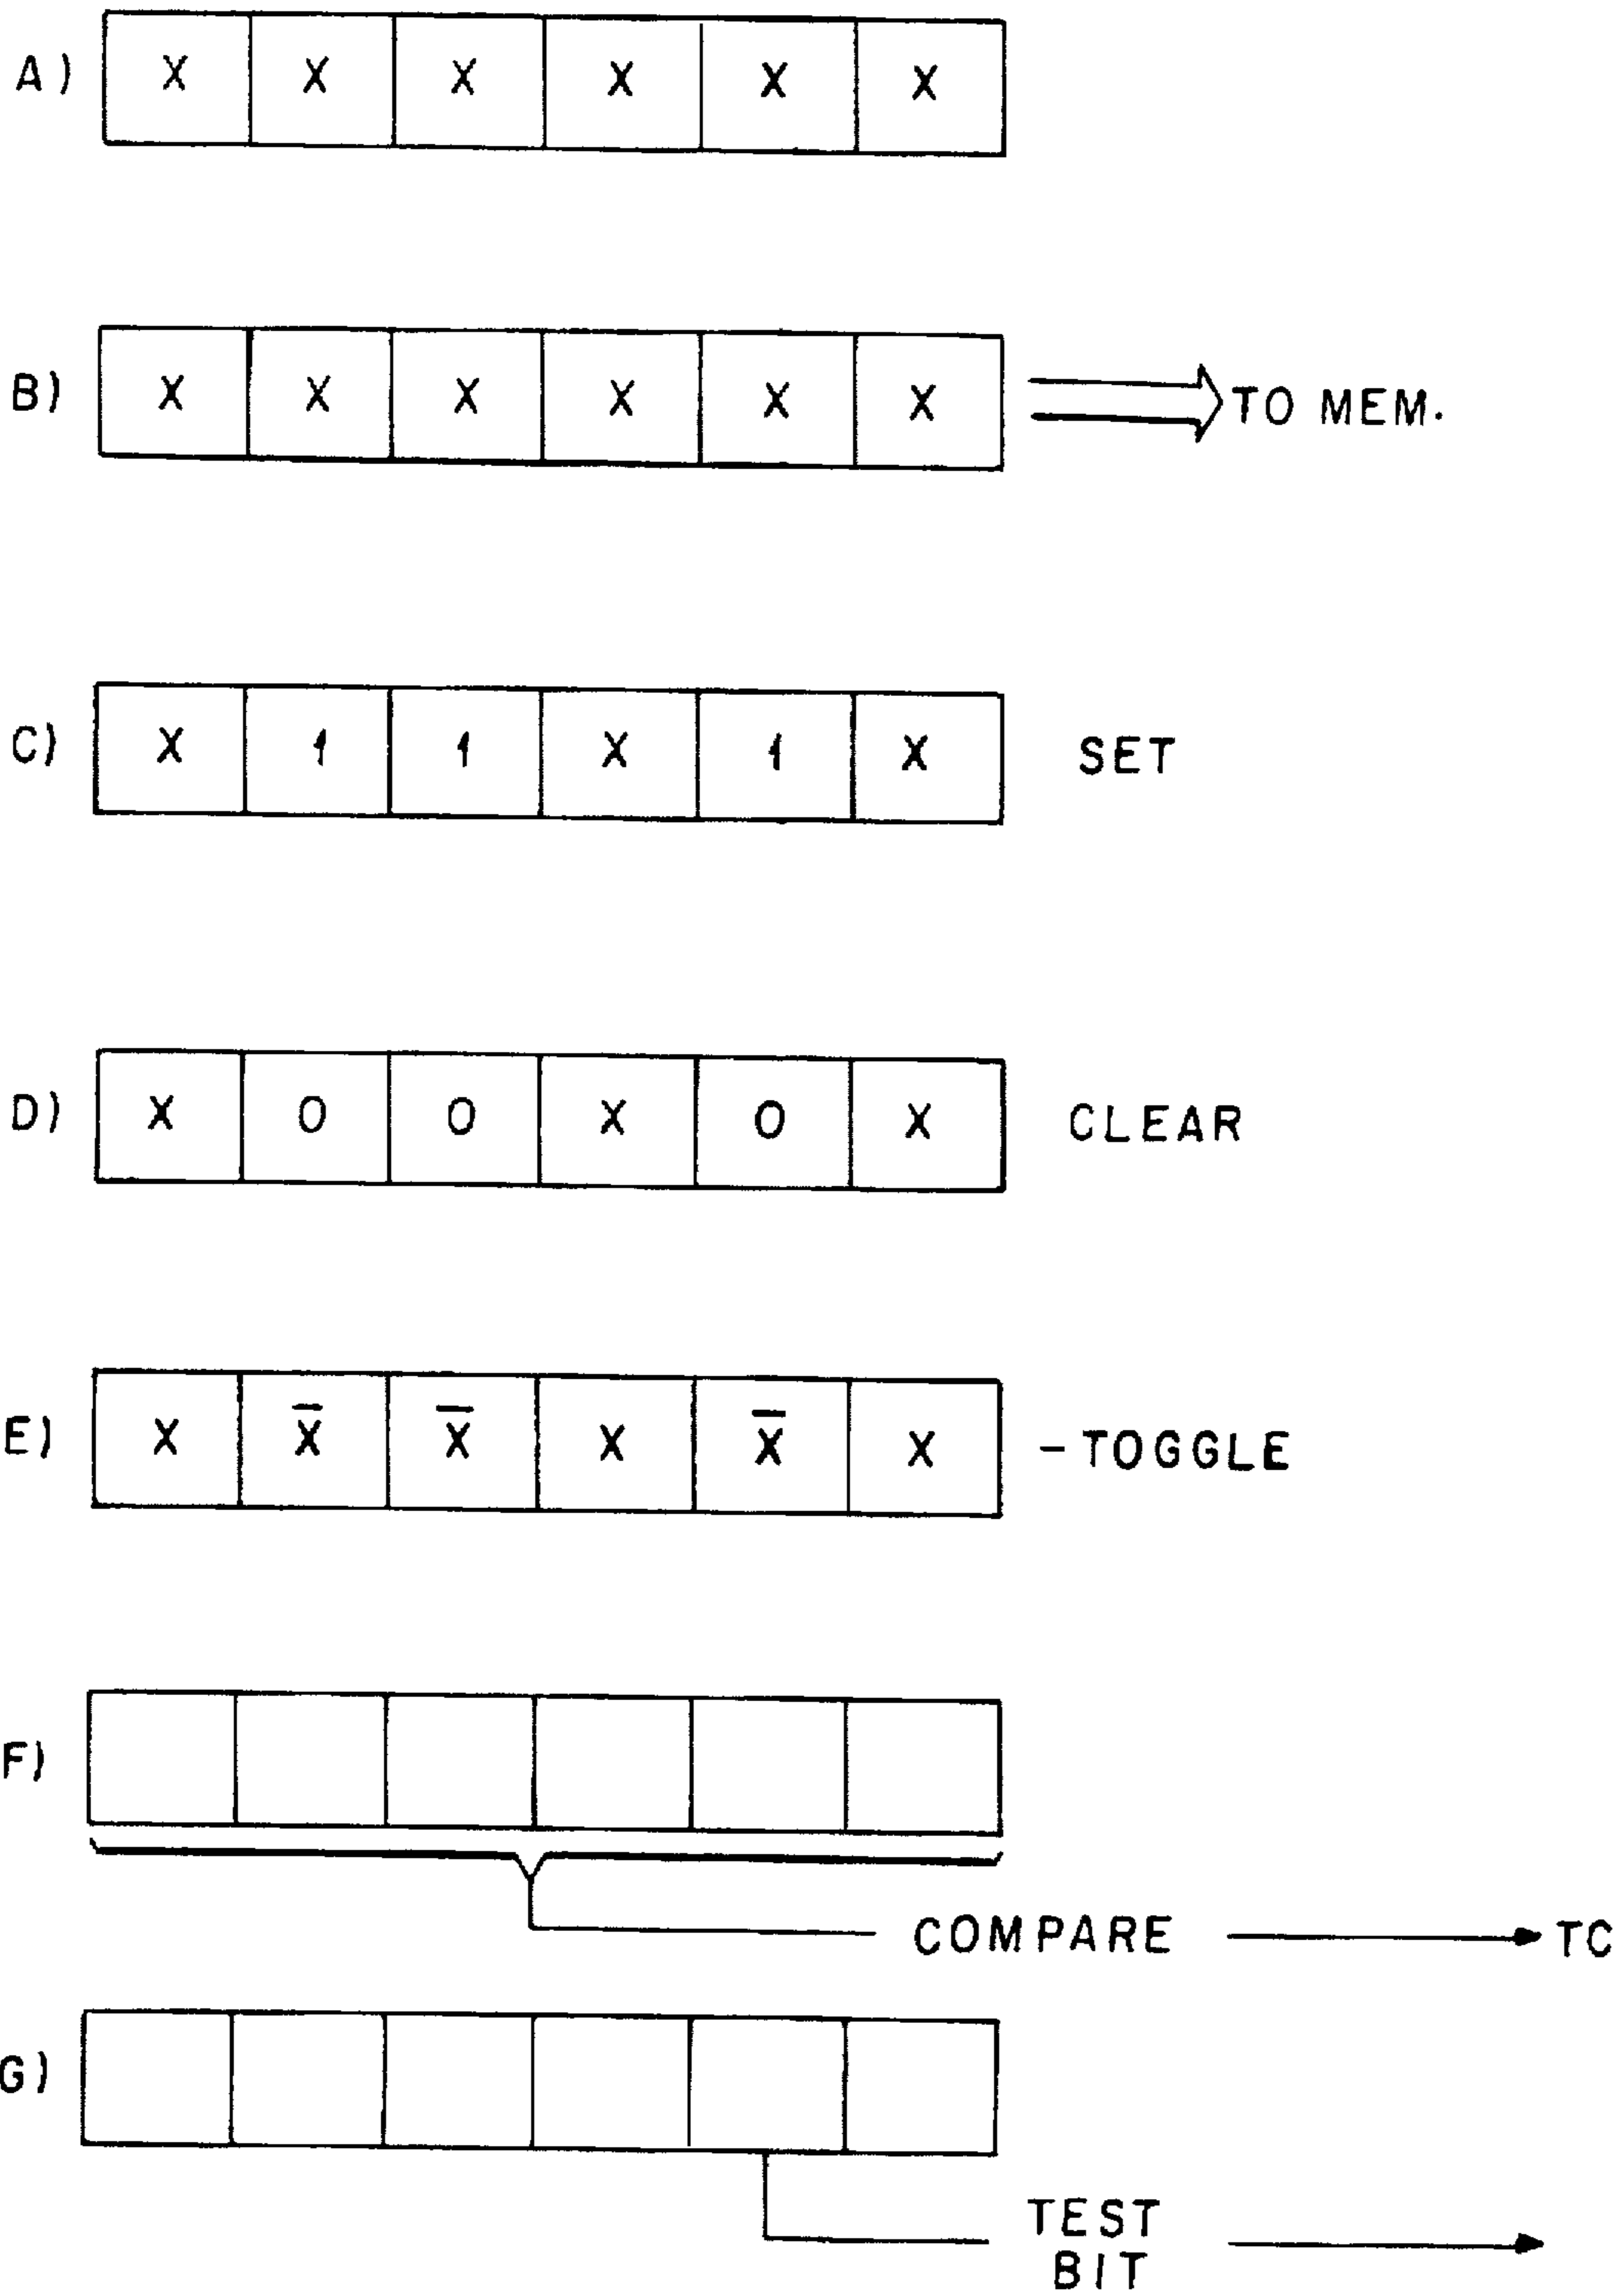 A) X X X X X X
B) X X X X X X TO MEM.
C) X 1 1 X 1 X SET
D) X 0 0 X 0 X CLEAR
E) X X̅ X̅ X X̅ X - TOGGLE
F)
COMPARE TC
G)
TEST
BIT